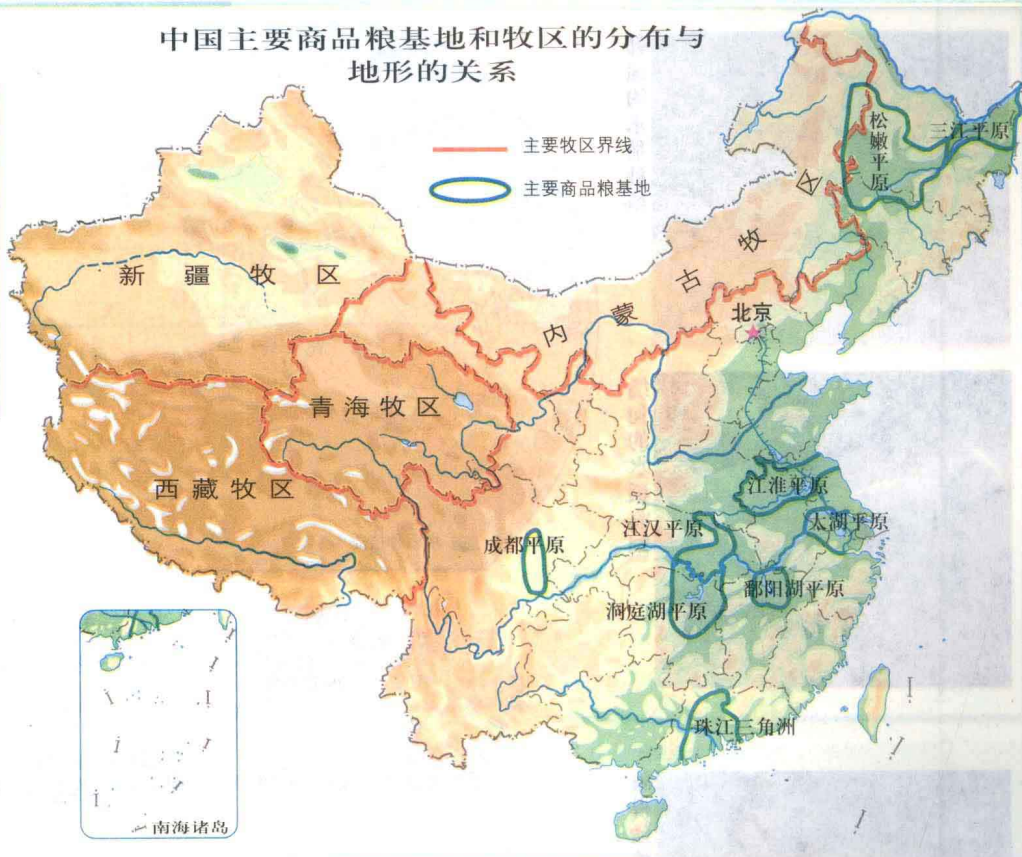 中国主要商品粮基地和牧区的分布与
地形的关系
主要牧区界线
主要商品粮基地
松嫩平原
三江平原
新疆牧区
内蒙古牧区
北京
青海牧区
西藏牧区
江淮平原
太湖平原
江汉平原
成都平原
鄱阳湖平原
洞庭湖平原
珠江三角洲
南海诸岛